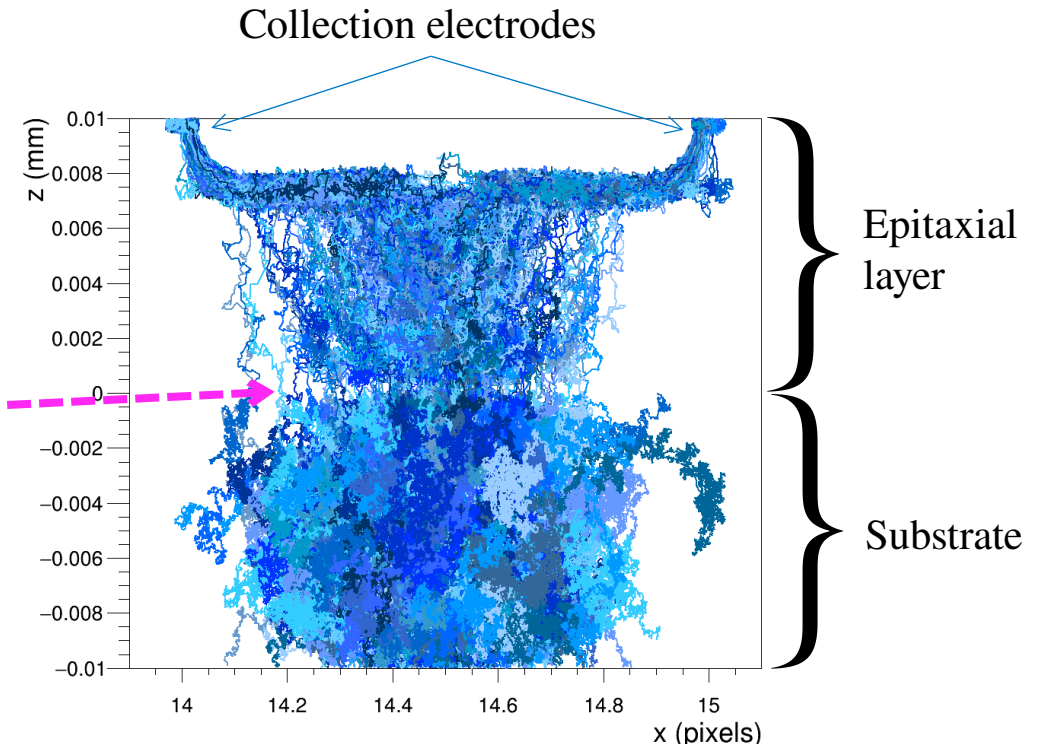 Collection electrodes
z (mm)
0.01
0.008
0.006
0.004
0.002
0
−0.002
−0.004
−0.006
−0.008
−0.01
14
14.2
14.4
14.6
14.8
15
x (pixels)
Epitaxial
layer
Substrate